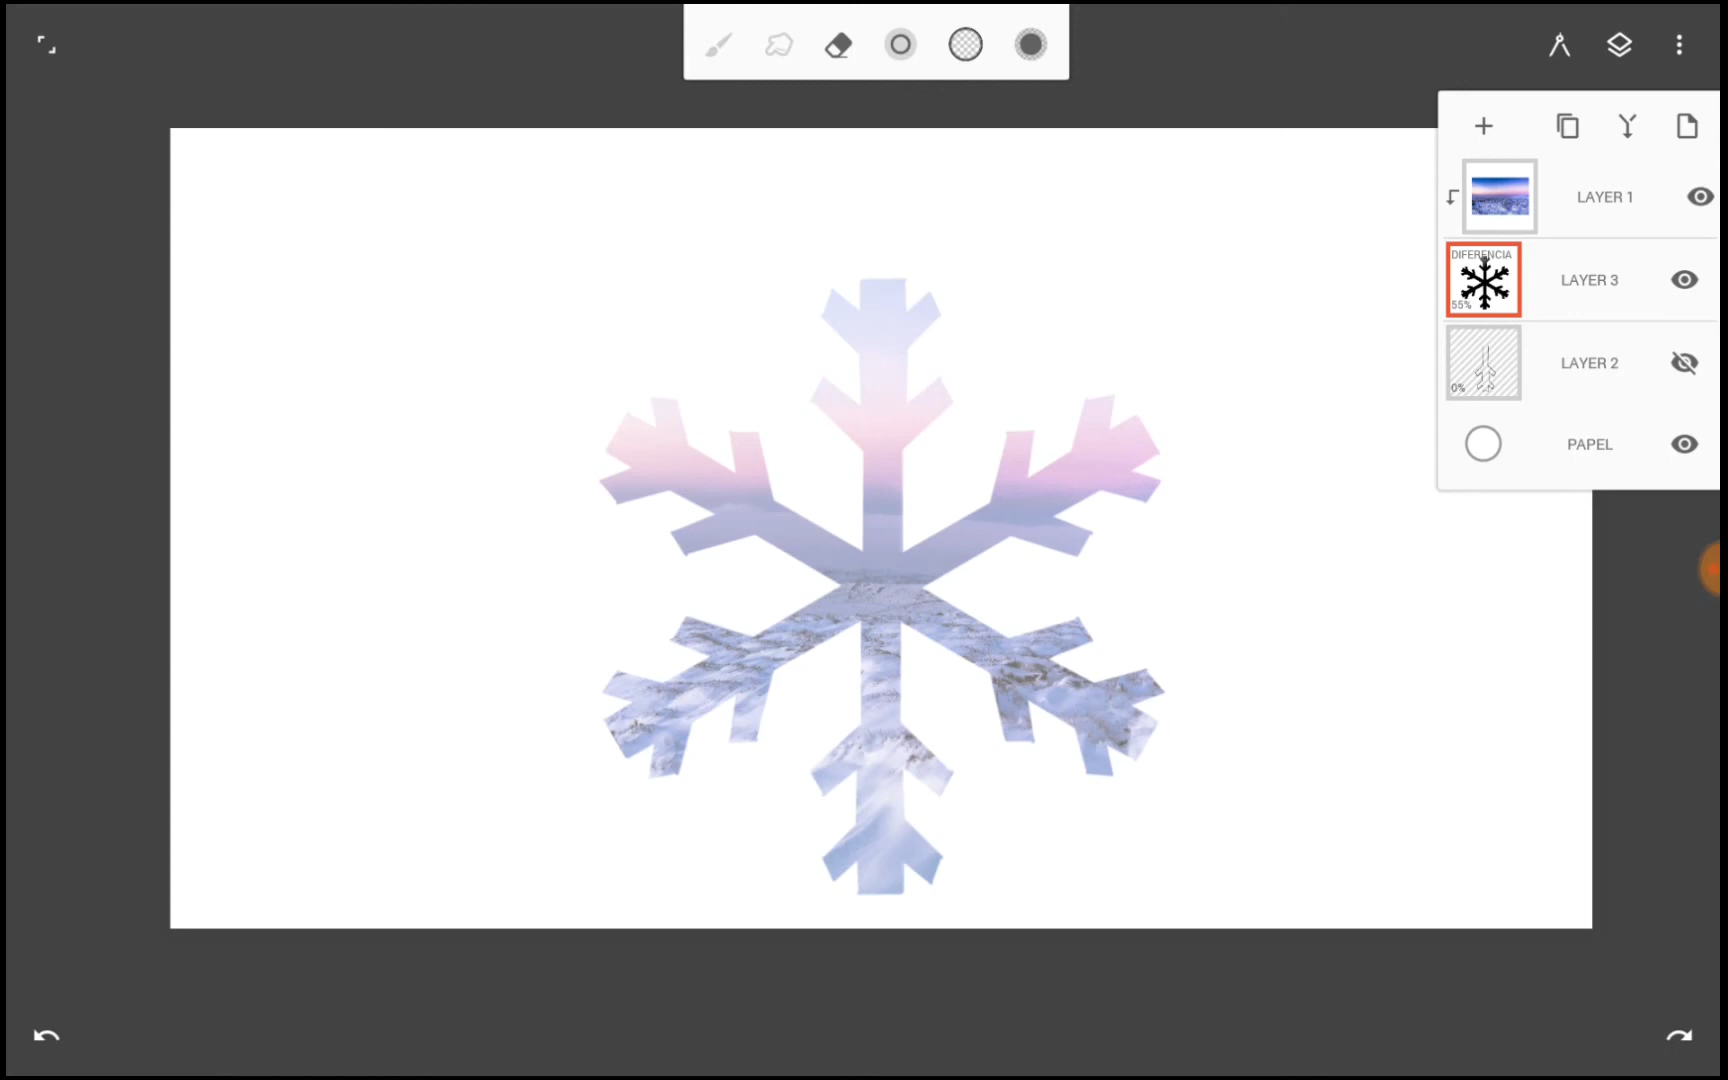 LAYER 1
DIFERENCIA
LAYER 3
55%
LAYER 2
0%
PAPEL